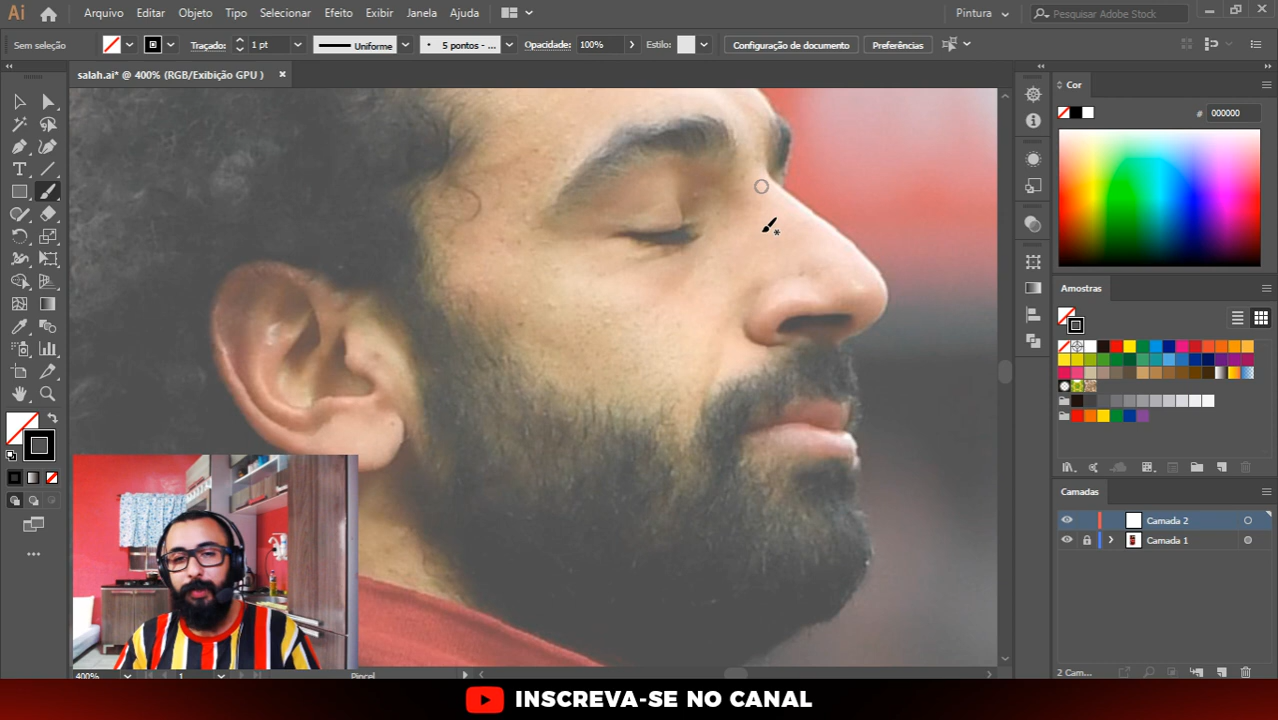 Ai Arquivo Editar Objeto Tipo Selecionar Efeito Exibir Janela Ajuda Pintura Pesquisar Adobe Stock
Sem seleção Traçado: 1 pt Uniforme 5 pontos - ... Opacidade: 100% Estilo: Configuração de documento Preferências
salah.ai* @ 400% (RGB/Exibição GPU )
Cor
# 000000
Amostras
Camadas
Camada 2
Camada 1
400% 1 Pincel 2 Cam...
INSCREVA-SE NO CANAL